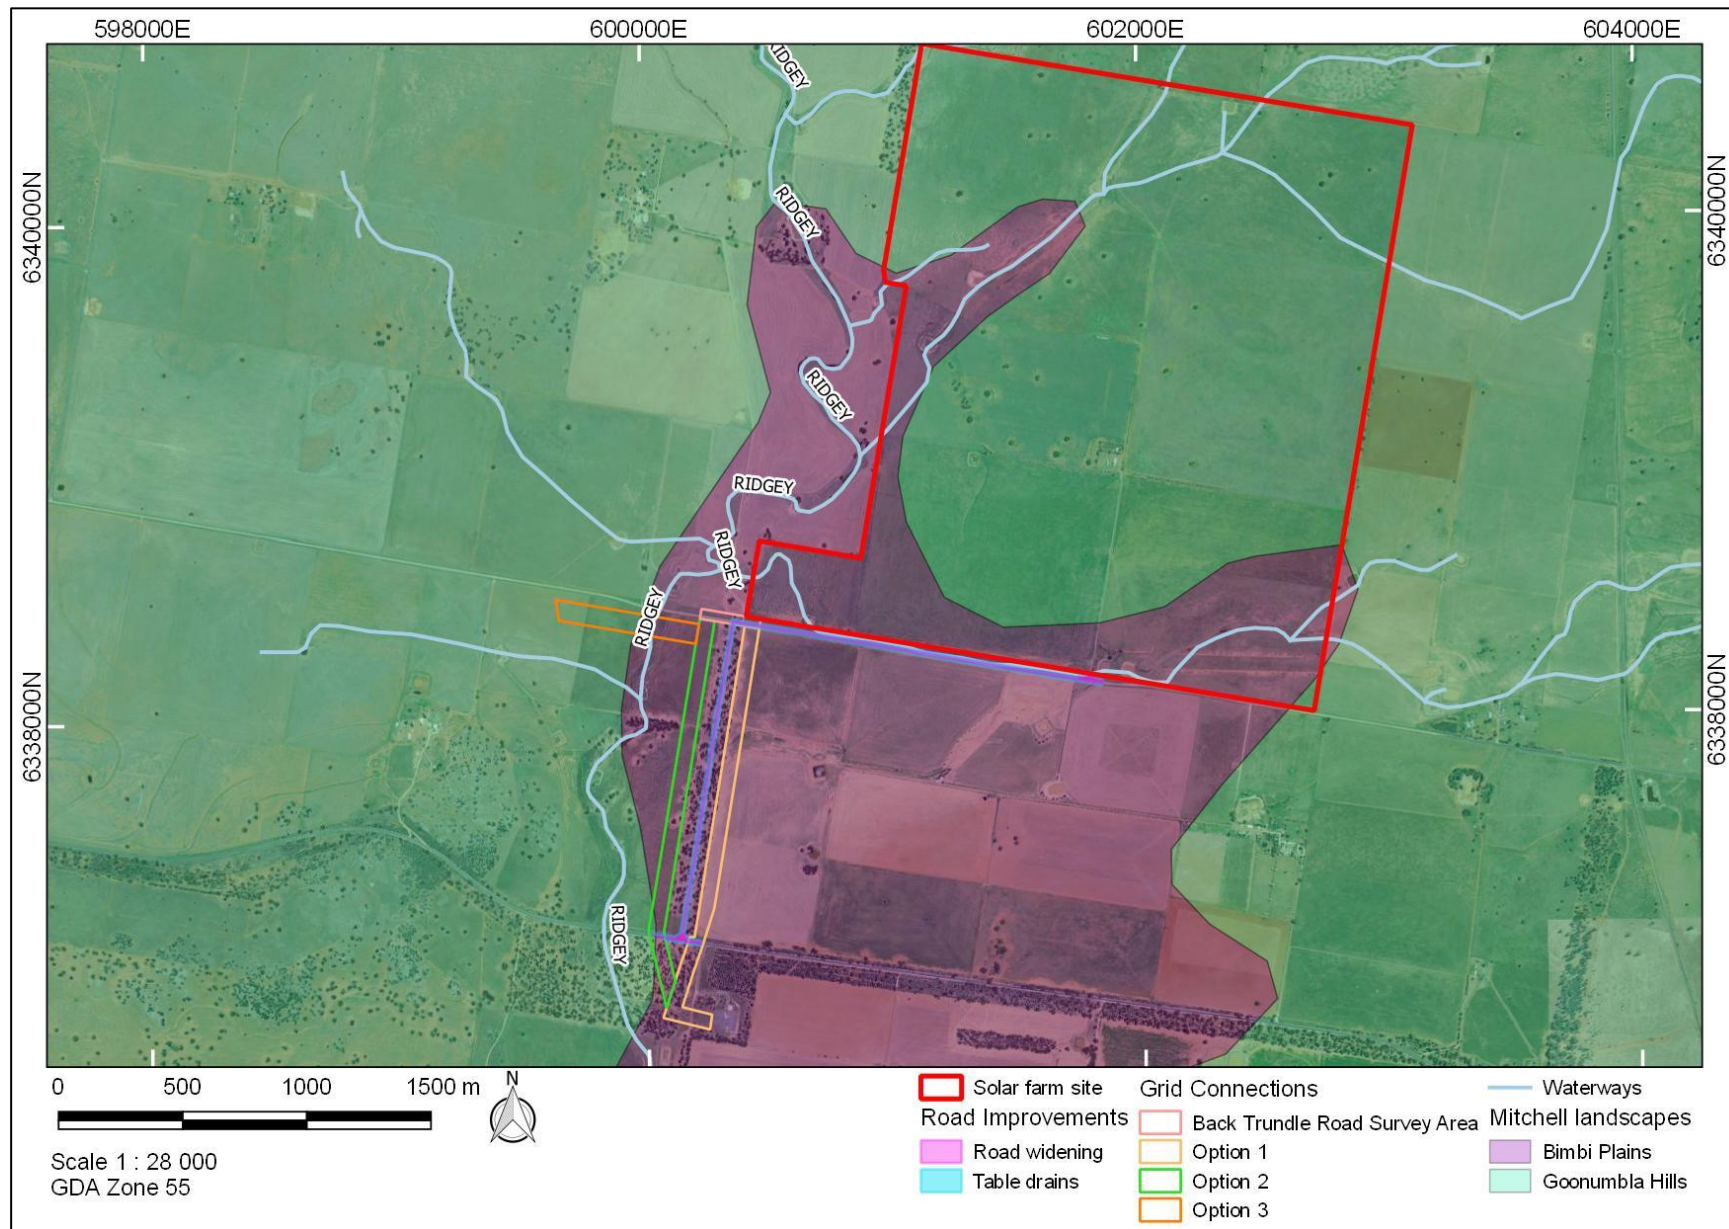 598000E 600000E 602000E 604000E
6340000N
6338000N
6340000N
6338000N
RIDGEY
RIDGEY
RIDGEY
RIDGEY
RIDGEY
RIDGEY
RIDGEY
0 500 1000 1500 m
N
Scale 1 : 28 000
GDA Zone 55
Solar farm site
Road Improvements
Road widening
Table drains
Grid Connections
Back Trundle Road Survey Area
Option 1
Option 2
Option 3
Waterways
Mitchell landscapes
Bimbi Plains
Goonumbla Hills